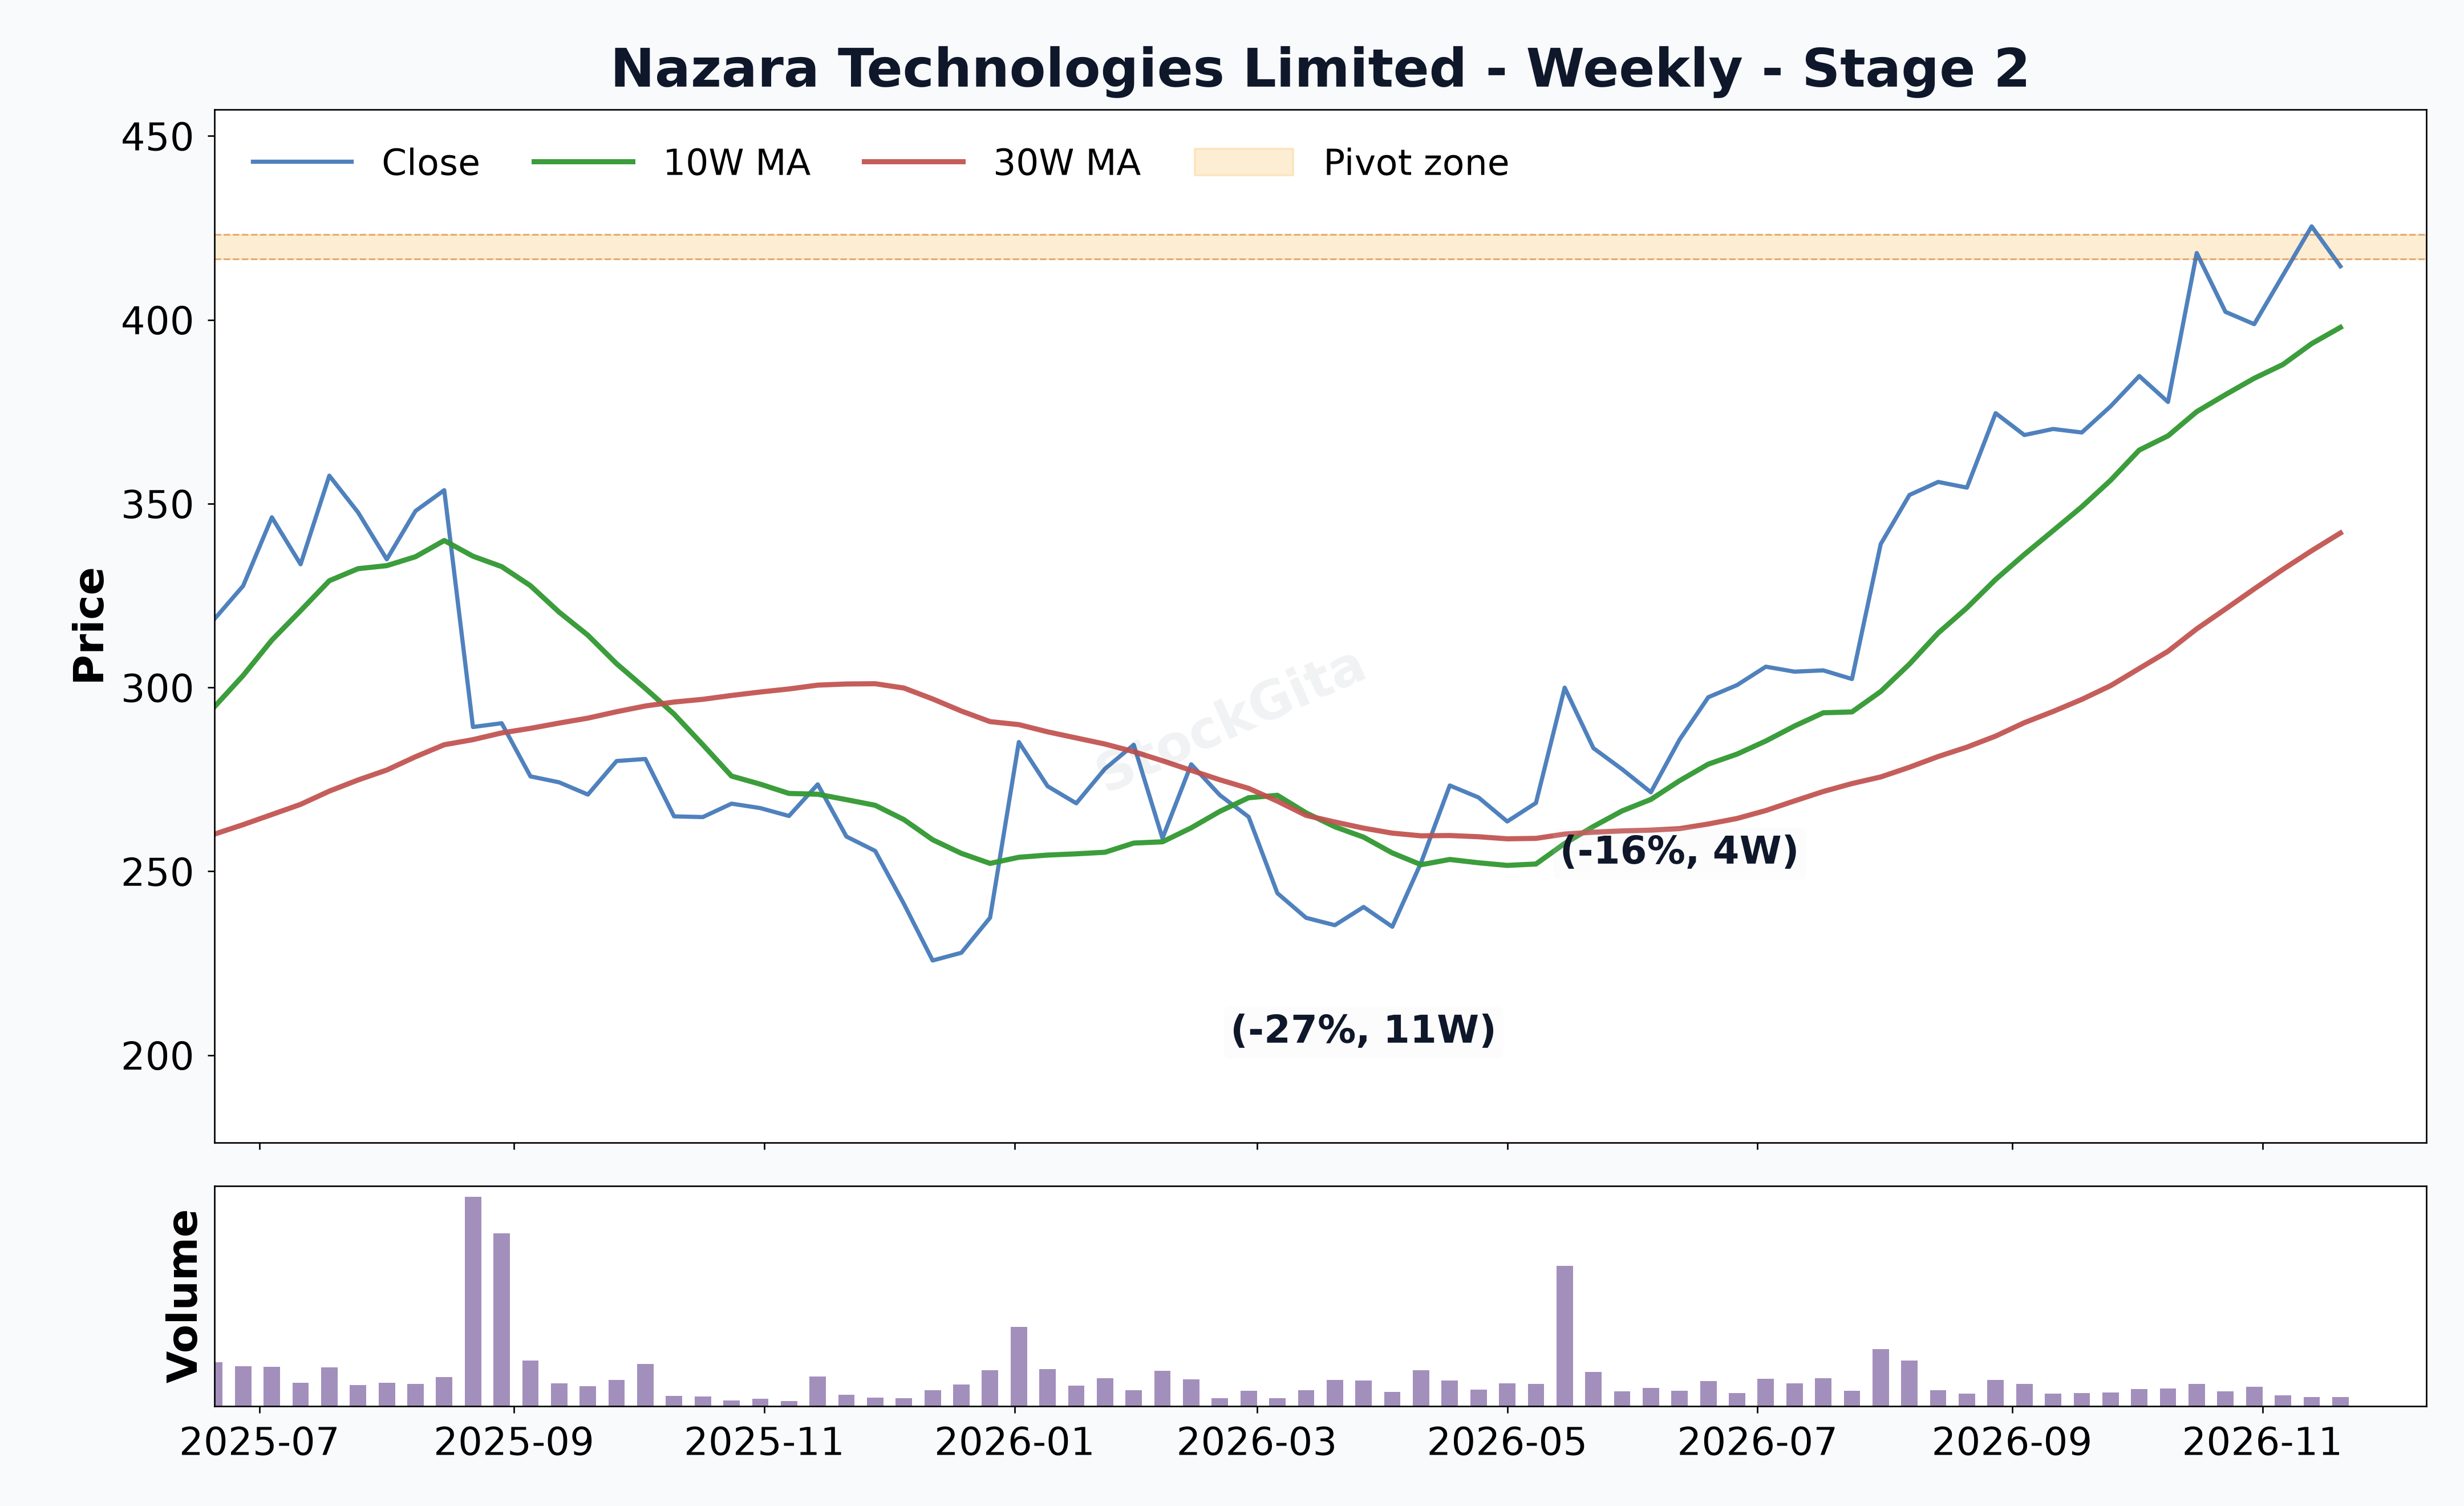 Nazara Technologies Limited - Weekly - Stage 2
Close 10W MA 30W MA Pivot zone
450
400
350
300
250
200
Price
StockGita
(-16%, 4W)
(-27%, 11W)
Volume
2025-07 2025-09 2025-11 2026-01 2026-03 2026-05 2026-07 2026-09 2026-11